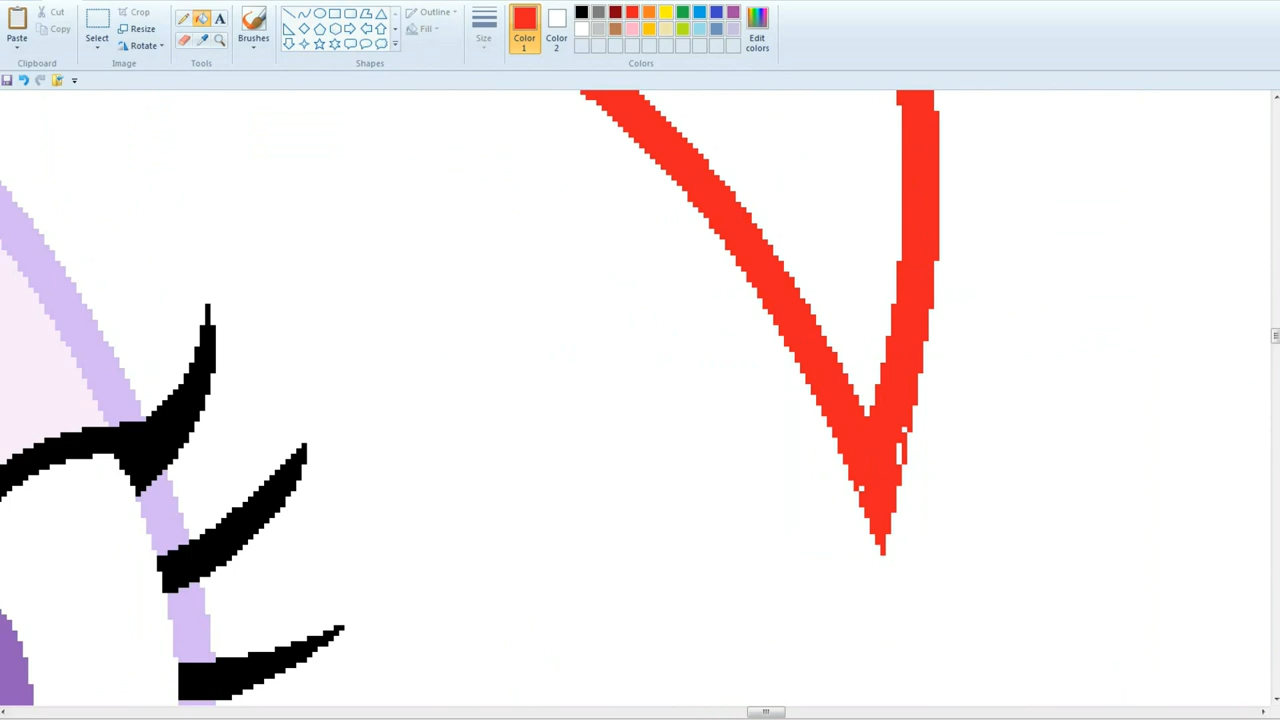 Paste
Cut
Copy
Clipboard
Select
Crop
Resize
Rotate
Image
A
Tools
Brushes
Outline
Fill
Shapes
Size
Color
1
Color
2
Edit
colors
Colors